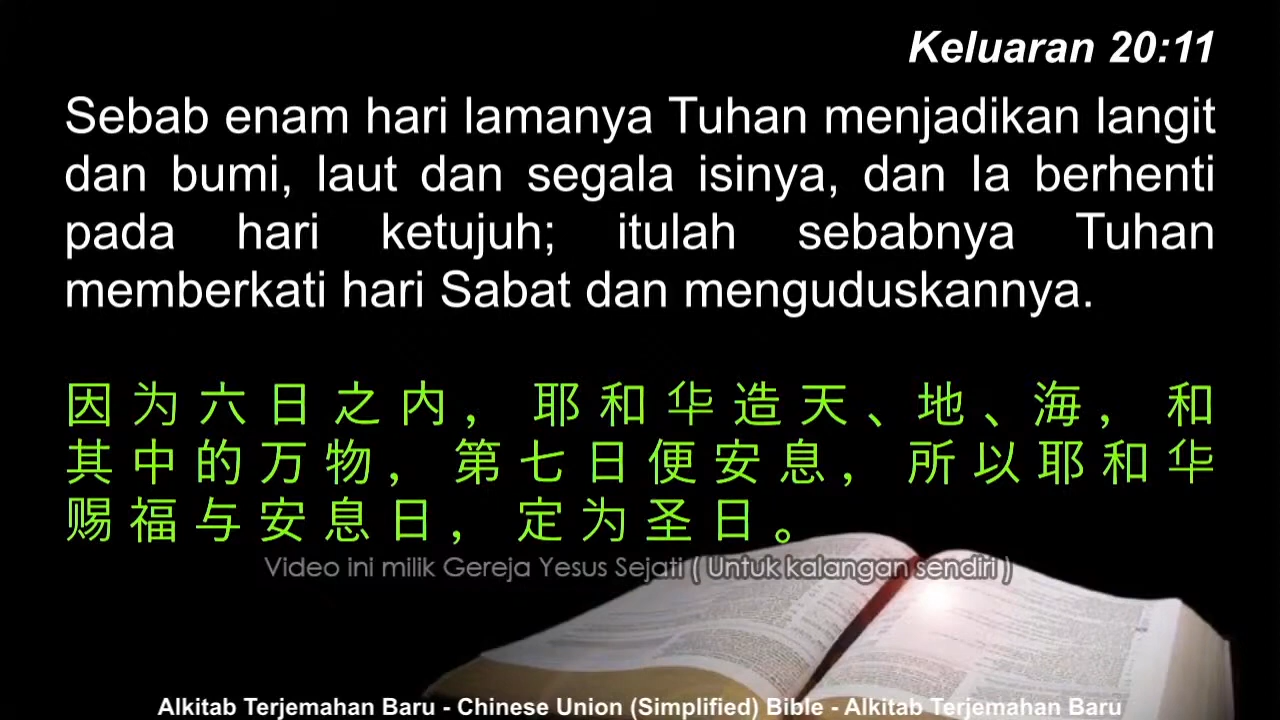 Keluaran 20:11
Sebab enam hari lamanya Tuhan menjadikan langit
dan bumi, laut dan segala isinya, dan Ia berhenti
pada hari ketujuh; itulah sebabnya Tuhan
memberkati hari Sabat dan menguduskannya.
因为六日之内，耶和华造天、地、海，和
其中的万物，第七日便安息，所以耶和华
赐福与安息日，定为圣日。
Video ini milik Gereja Yesus Sejati ( Untuk kalangan sendiri )
Alkitab Terjemahan Baru - Chinese Union (Simplified) Bible - Alkitab Terjemahan Baru